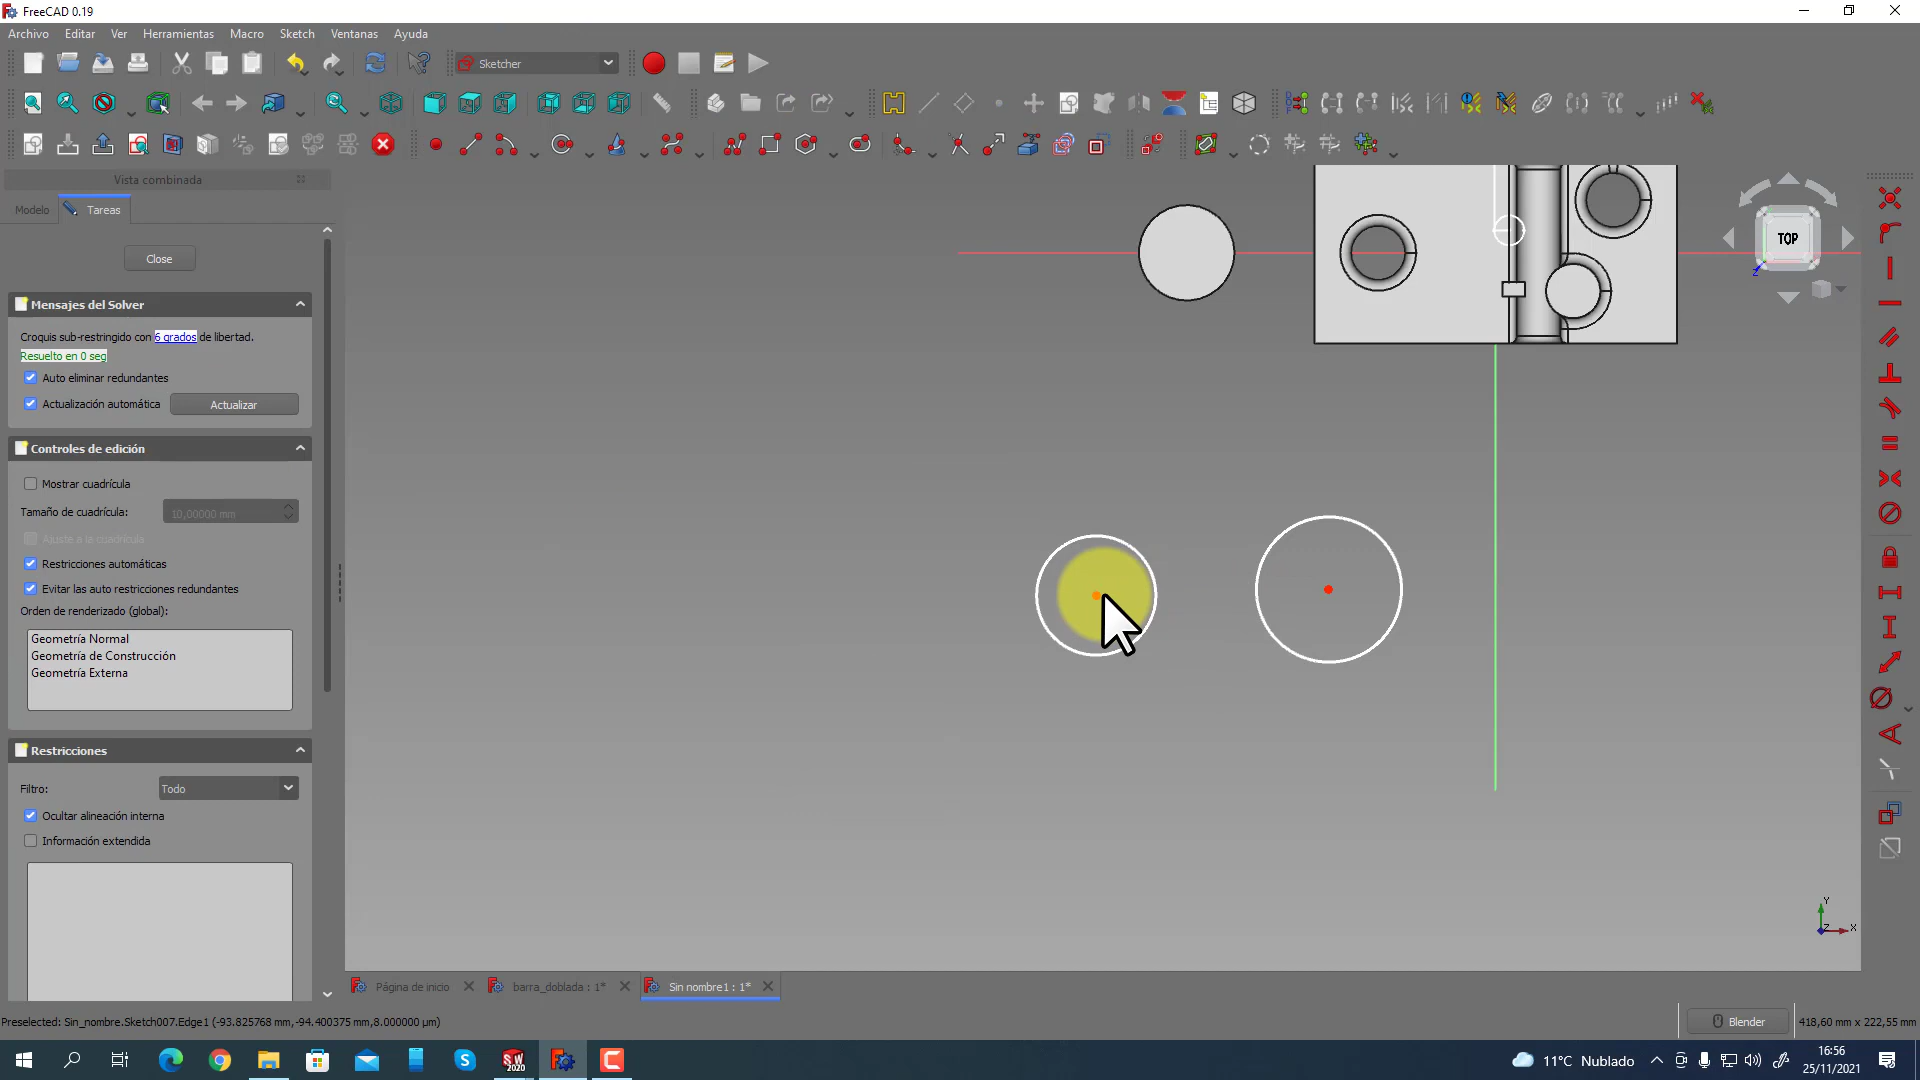 FreeCAD 0.19
Archivo Editar Ver Herramientas Macro Sketch Ventanas Ayuda
Sketcher
Vista combinada
Modelo Tareas
TOP
Close
Mensajes del Solver
Croquis sub-restringido con 6 grados de libertad.
Resuelto en 0 seg
Auto eliminar redundantes
Actualización automática Actualizar
Controles de edición
Mostrar cuadrícula
Tamaño de cuadrícula: 10,00000 mm
Ajuste a la cuadrícula
Restricciones automáticas
Evitar las auto restricciones redundantes
Orden de renderizado (global):
Geometría Normal
Geometría de Construcción
Geometría Externa
Restricciones
Filtro: Todo
Ocultar alineación interna
Información extendida
Y
Z X
Página de inicio barra_doblada : 1* Sin nombre1 : 1*
Preselected: Sin_nombre.Sketch007.Edge1 (-93.825768 mm,-94.400375 mm,8.000000 µm) Blender 418,60 mm x 222,55 mm
SW 2020
11°C Nublado
16:56
25/11/2021